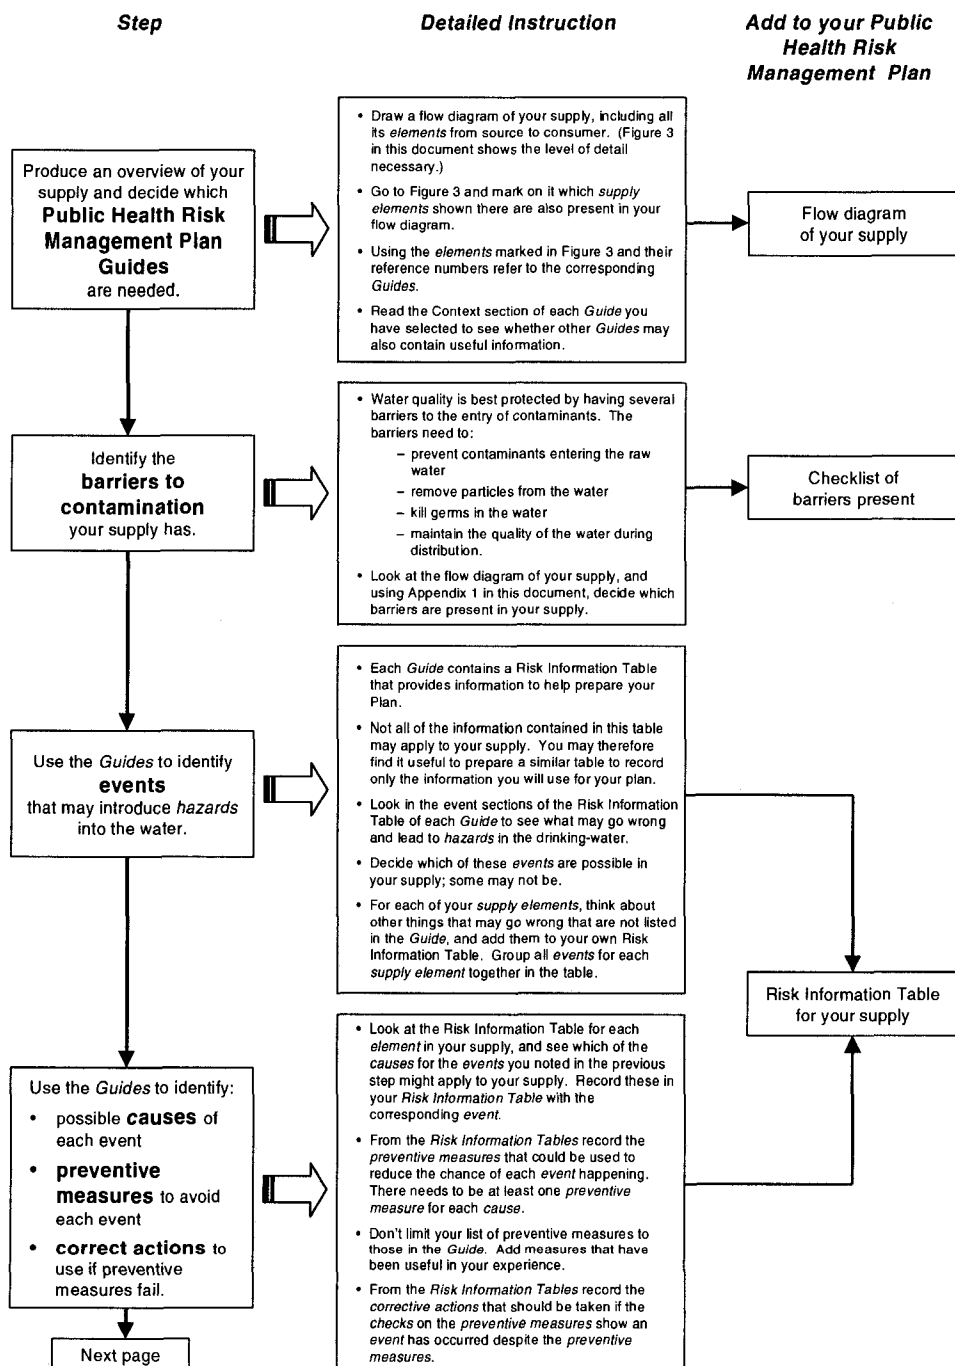 Step
Detailed Instruction
Add to your Public
Health Risk
Management Plan
Produce an overview of your
supply and decide which
Public Health Risk
Management Plan
Guides
are needed.
• Draw a flow diagram of your supply, including all
its elements from source to consumer. (Figure 3
in this document shows the level of detail
necessary.)
• Go to Figure 3 and mark on it which supply
elements shown there are also present in your
flow diagram.
• Using the elements marked in Figure 3 and their
reference numbers refer to the corresponding
Guides.
• Read the Context section of each Guide you
have selected to see whether other Guides may
also contain useful information.
Flow diagram
of your supply
Identify the
barriers to
contamination
your supply has.
• Water quality is best protected by having several
barriers to the entry of contaminants. The
barriers need to:
– prevent contaminants entering the raw
water
– remove particles from the water
– kill germs in the water
– maintain the quality of the water during
distribution.
• Look at the flow diagram of your supply, and
using Appendix 1 in this document, decide which
barriers are present in your supply.
Checklist of
barriers present
Use the Guides to identify
events
that may introduce hazards
into the water.
• Each Guide contains a Risk Information Table
that provides information to help prepare your
Plan.
• Not all of the information contained in this table
may apply to your supply. You may therefore
find it useful to prepare a similar table to record
only the information you will use for your plan.
• Look in the event sections of the Risk Information
Table of each Guide to see what may go wrong
and lead to hazards in the drinking-water.
• Decide which of these events are possible in
your supply; some may not be.
• For each of your supply elements, think about
other things that may go wrong that are not listed
in the Guide, and add them to your own Risk
Information Table. Group all events for each
supply element together in the table.
Risk Information Table
for your supply
Use the Guides to identify:
• possible causes of
each event
• preventive
measures to avoid
each event
• correct actions to
use if preventive
measures fail.
• Look at the Risk Information Table for each
element in your supply, and see which of the
causes for the events you noted in the previous
step might apply to your supply. Record these in
your Risk Information Table with the
corresponding event.
• From the Risk Information Tables record the
preventive measures that could be used to
reduce the chance of each event happening.
There needs to be at least one preventive
measure for each cause.
• Don't limit your list of preventive measures to
those in the Guide. Add measures that have
been useful in your experience.
• From the Risk Information Tables record the
corrective actions that should be taken if the
checks on the preventive measures show an
event has occurred despite the preventive
measures.
Next page